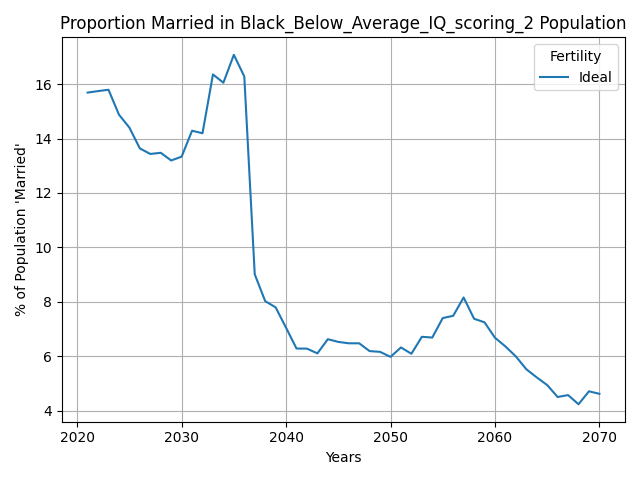 Proportion Married in Black_Below_Average_IQ_scoring_2 Population
Fertility
Ideal
% of Population 'Married'
16
14
12
10
8
6
4
2020
2030
2040
2050
2060
2070
Years